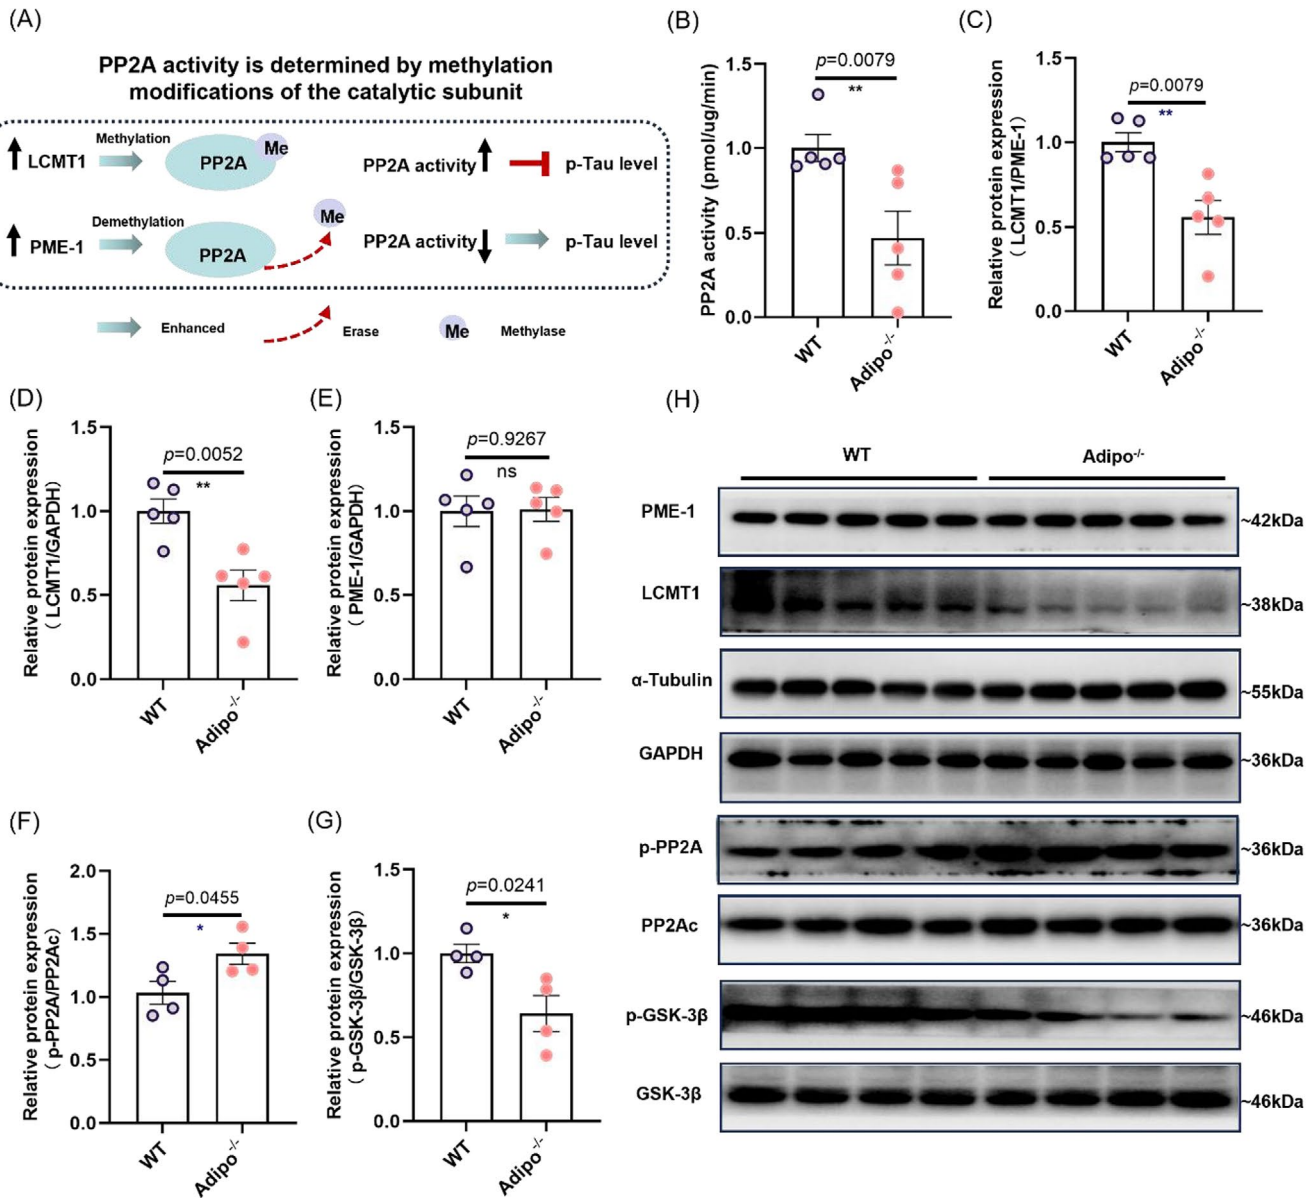 (A)
PP2A activity is determined by methylation
modifications of the catalytic subunit
LCMT1
Methylation
PP2A
Me
PP2A activity
p-Tau level
PME-1
Demethylation
PP2A
Me
PP2A activity
p-Tau level
Enhanced
Erase
Me
Methylase
(B)
PP2A activity (pmol/ug/min)
1.5
1.0
0.5
0.0
p=0.0079
**
WT
Adipo-/-
(C)
Relative protein expression
( LCMT1/PME-1)
1.5
1.0
0.5
0.0
p=0.0079
**
WT
Adipo-/-
(D)
Relative protein expression
( LCMT1/GAPDH)
1.5
1.0
0.5
0.0
p=0.0052
**
WT
Adipo-/-
(E)
Relative protein expression
( PME-1/GAPDH)
1.5
1.0
0.5
0.0
p=0.9267
ns
WT
Adipo-/-
(F)
Relative protein expression
( p-PP2A/PP2Ac)
2.0
1.5
1.0
0.5
0.0
p=0.0455
*
WT
Adipo-/-
(G)
Relative protein expression
( p-GSK-3β/GSK-3β)
1.5
1.0
0.5
0.0
p=0.0241
*
WT
Adipo-/-
(H)
WT
Adipo-/-
PME-1
~42kDa
LCMT1
~38kDa
α-Tubulin
~55kDa
GAPDH
~36kDa
p-PP2A
~36kDa
PP2Ac
~36kDa
p-GSK-3β
~46kDa
GSK-3β
~46kDa